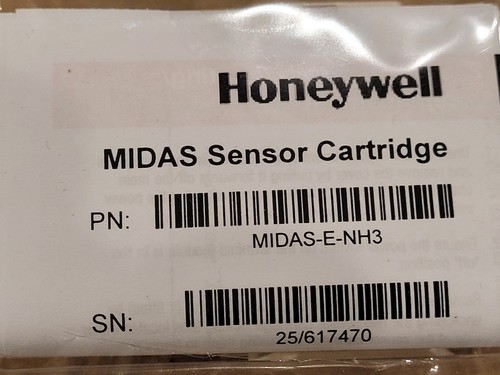 Honeywell
MIDAS Sensor Cartridge
PN:
MIDAS-E-NH3
SN:
25/617470